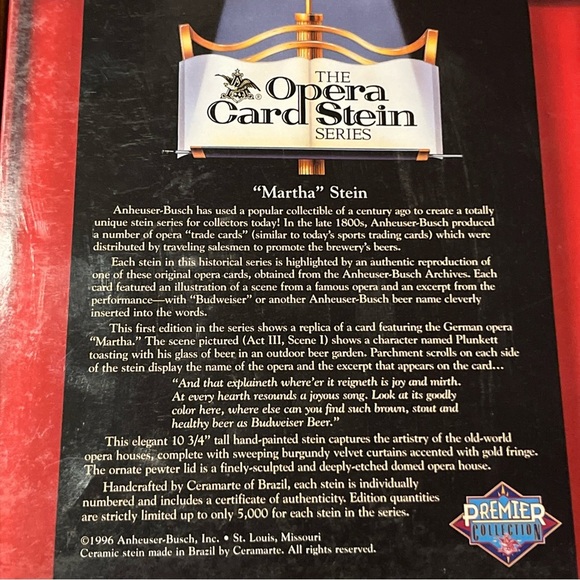 THE
Opera
Card Stein
SERIES
"Martha" Stein
Anheuser-Busch has used a popular collectible of a century ago to create a totally
unique stein series for collectors today! In the late 1800s, Anheuser-Busch produced
a number of opera "trade cards" (similar to today's sports trading cards) which were
distributed by traveling salesmen to promote the brewery's beers.
Each stein in this historical series is highlighted by an authentic reproduction of
one of these original opera cards, obtained from the Anheuser-Busch Archives. Each
card featured an illustration of a scene from a famous opera and an excerpt from the
performance—with "Budweiser" or another Anheuser-Busch beer name cleverly
inserted into the words.
This first edition in the series shows a replica of a card featuring the German opera
"Martha." The scene pictured (Act III, Scene I) shows a character named Plunkett
toasting with his glass of beer in an outdoor beer garden. Parchment scrolls on each side
of the stein display the name of the opera and the excerpt that appears on the card...
"And that explaineth where'er it reigneth is joy and mirth.
At every hearth resounds a joyous song. Look at its goodly
color here, where else can you find such brown, stout and
healthy beer as Budweiser Beer."
This elegant 10 3/4" tall hand-painted stein captures the artistry of the old-world
opera houses, complete with sweeping burgundy velvet curtains accented with gold fringe.
The ornate pewter lid is a finely-sculpted and deeply-etched domed opera house.
Handcrafted by Ceramarte of Brazil, each stein is individually
numbered and includes a certificate of authenticity. Edition quantities
are strictly limited up to only 5,000 for each stein in the series.
©1996 Anheuser-Busch, Inc. • St. Louis, Missouri
Ceramic stein made in Brazil by Ceramarte. All rights reserved.
PREMIER
COLLECTION